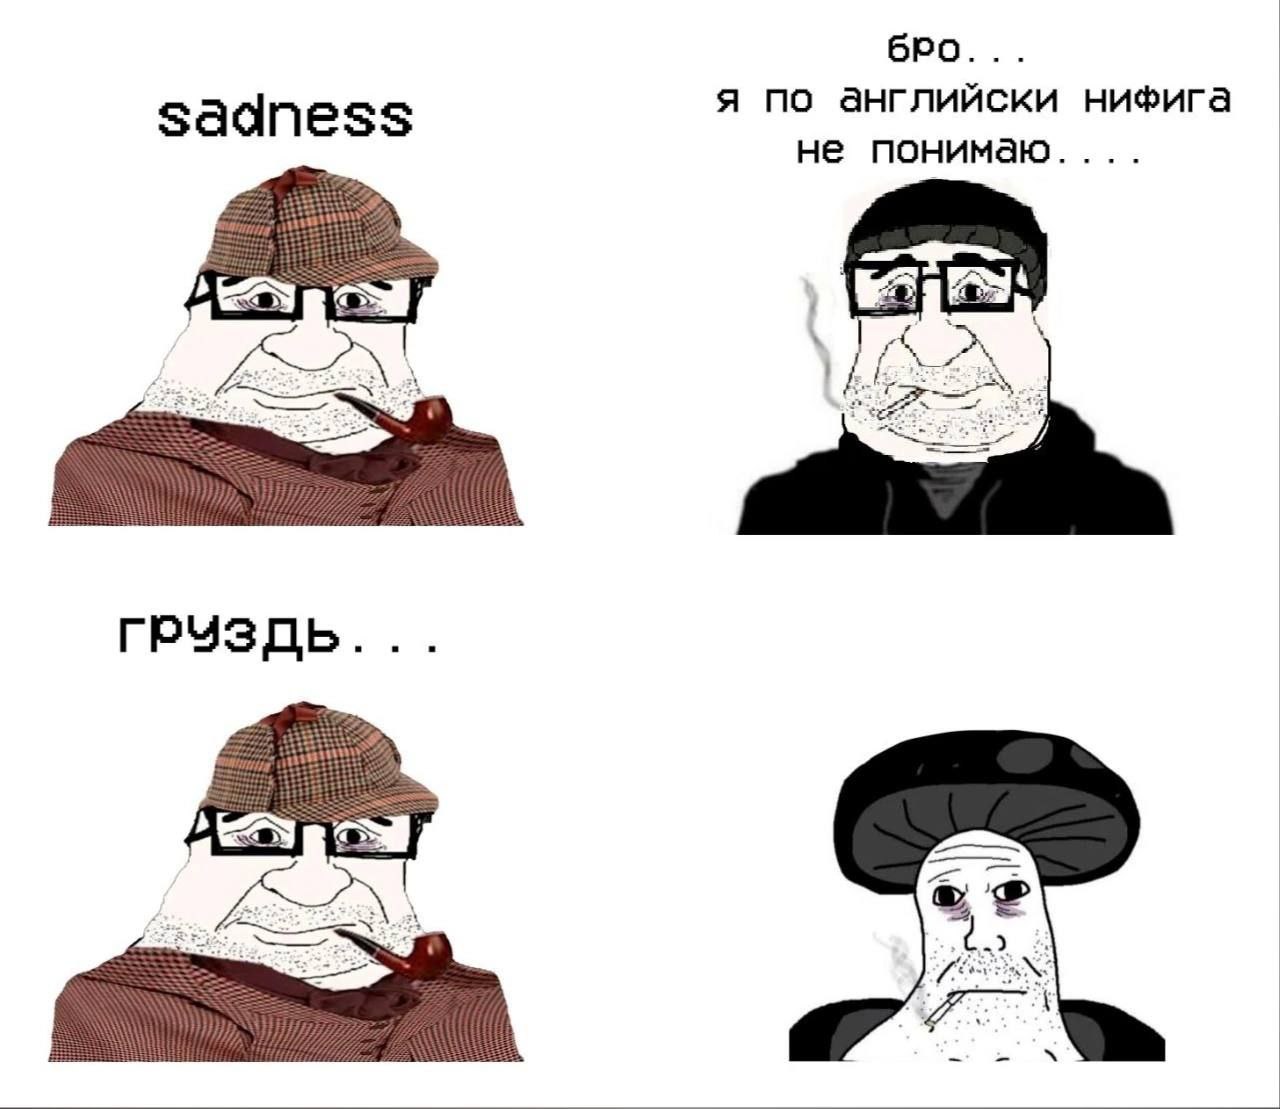 sadness
бро...
я по английски нифига
не понимаю....
груздь...